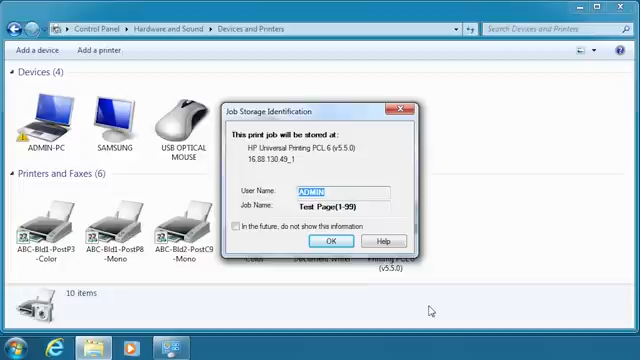 Control Panel ▸ Hardware and Sound ▸ Devices and Printers
Search Devices and Printers
Add a device
Add a printer
Devices (4)
ADMIN-PC
SAMSUNG
USB OPTICAL
MOUSE
Printers and Faxes (6)
ABC-Bld1-PostP3
-Color
ABC-Bld1-PostP8
-Mono
ABC-Bld2-PostC9
-Mono
(v5.5.0)
Job Storage Identification
This print job will be stored at:
HP Universal Printing PCL 6 (v5.5.0)
16.88.130.49_1
User Name:
ADMIN
Job Name:
Test Page(1-99)
In the future, do not show this information
OK
Help
10 items